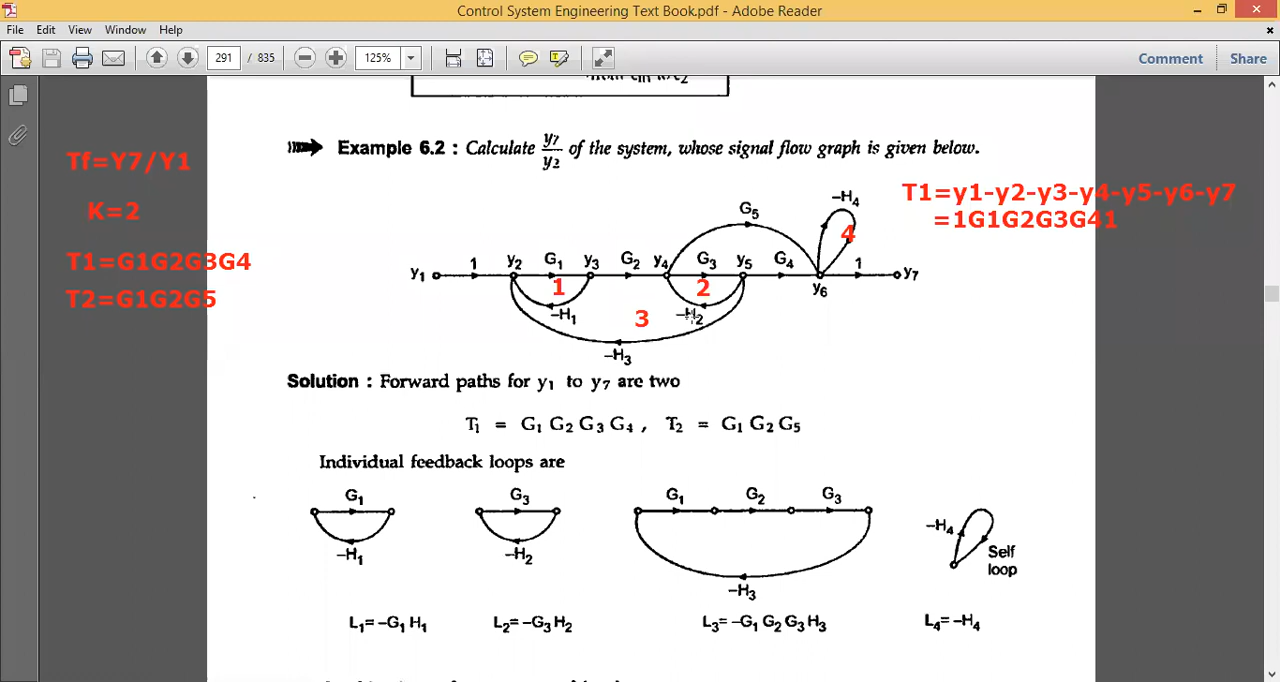 Control System Engineering Text Book.pdf - Adobe Reader
File Edit View Window Help
291 / 835 125% Comment Share
Example 6.2 : Calculate y7/y2 of the system, whose signal flow graph is given below.
Tf=Y7/Y1
K=2
T1=G1G2G3G4
T2=G1G2G5
T1=y1-y2-y3-y4-y5-y6-y7
=1G1G2G3G41
–H4
G5
4
1 y2 G1 y3 G2 y4 G3 y5 G4 1
y1 y7
1 2 y6
–H1 3 –H2
–H3
Solution : Forward paths for y1 to y7 are two
T1 = G1 G2 G3 G4 , T2 = G1 G2 G5
Individual feedback loops are
G1 G3 G1 G2 G3
–H4
–H1 –H2 Self
loop
–H3
L1= –G1 H1 L2= –G3 H2 L3= –G1 G2 G3 H3 L4= –H4